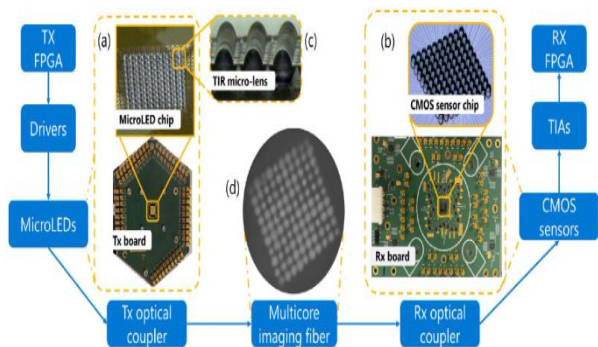 TX
FPGA
Drivers
MicroLEDs
(a)
MicroLED chip
Tx board
(c)
TIR micro-lens
(d)
(b)
CMOS sensor chip
Rx board
RX
FPGA
TIAs
CMOS
sensors
Tx optical
coupler
Multicore
imaging fiber
Rx optical
coupler